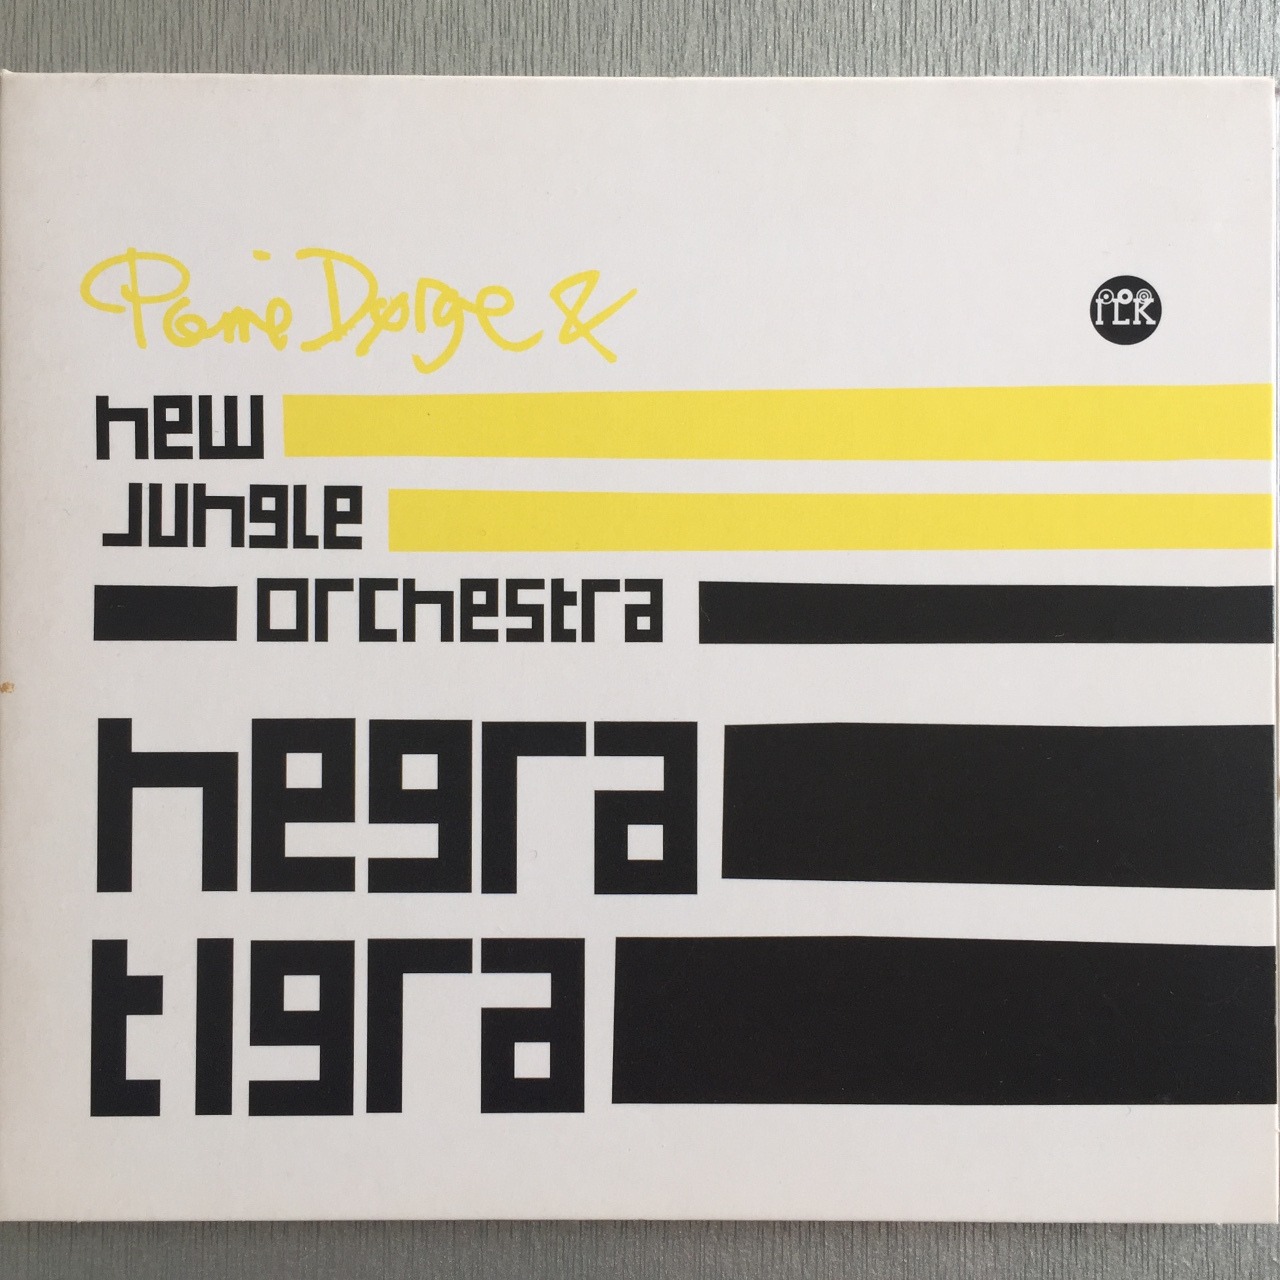 Pierre Dørge &
ILK
new
jungle
orchestra
negra
tigra